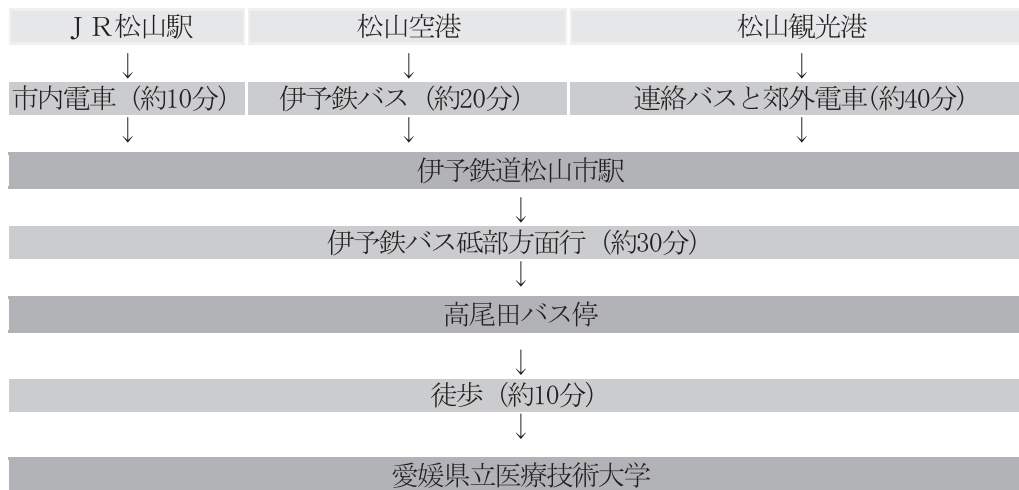 ＪＲ松山駅 松山空港 松山観光港
↓ ↓ ↓
市内電車（約10分） 伊予鉄バス（約20分） 連絡バスと郊外電車(約40分）
↓ ↓ ↓
伊予鉄道松山市駅
↓
伊予鉄バス砥部方面行（約30分）
↓
高尾田バス停
↓
徒歩（約10分）
↓
愛媛県立医療技術大学